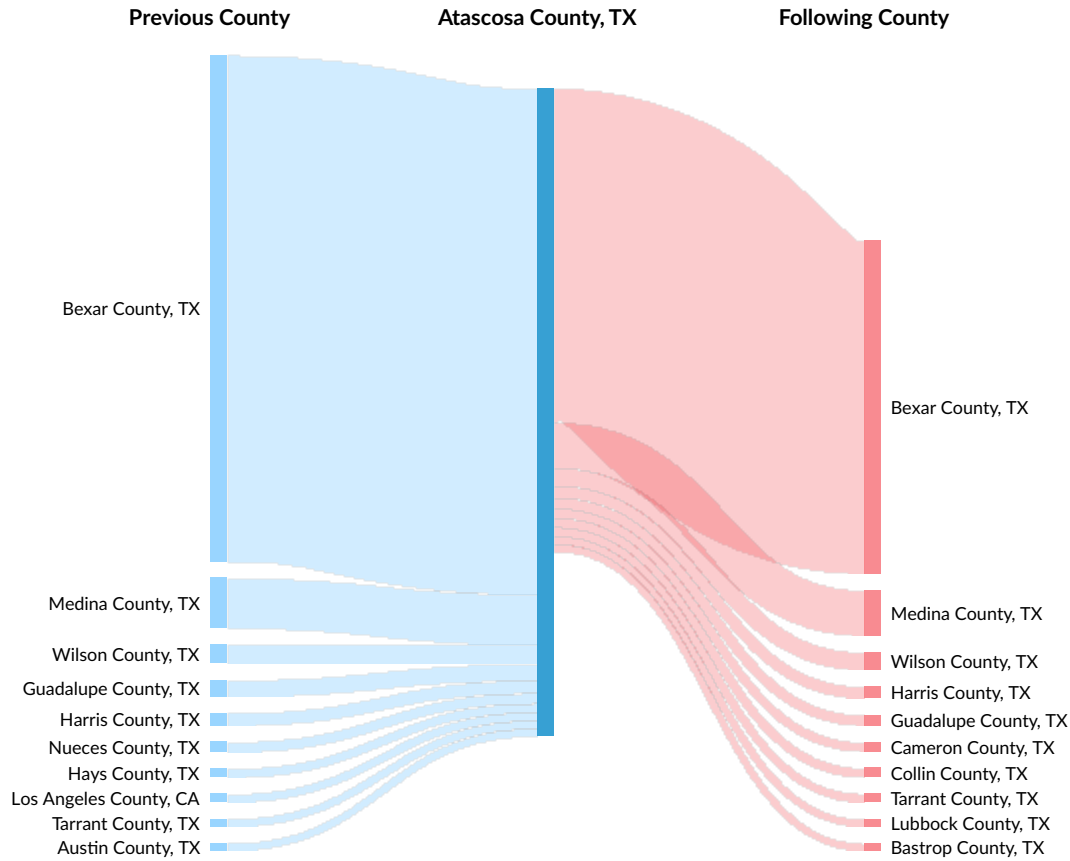 Previous County
Atascosa County, TX
Following County
Bexar County, TX
Medina County, TX
Wilson County, TX
Guadalupe County, TX
Harris County, TX
Nueces County, TX
Hays County, TX
Los Angeles County, CA
Tarrant County, TX
Austin County, TX
Bexar County, TX
Medina County, TX
Wilson County, TX
Harris County, TX
Guadalupe County, TX
Cameron County, TX
Collin County, TX
Tarrant County, TX
Lubbock County, TX
Bastrop County, TX